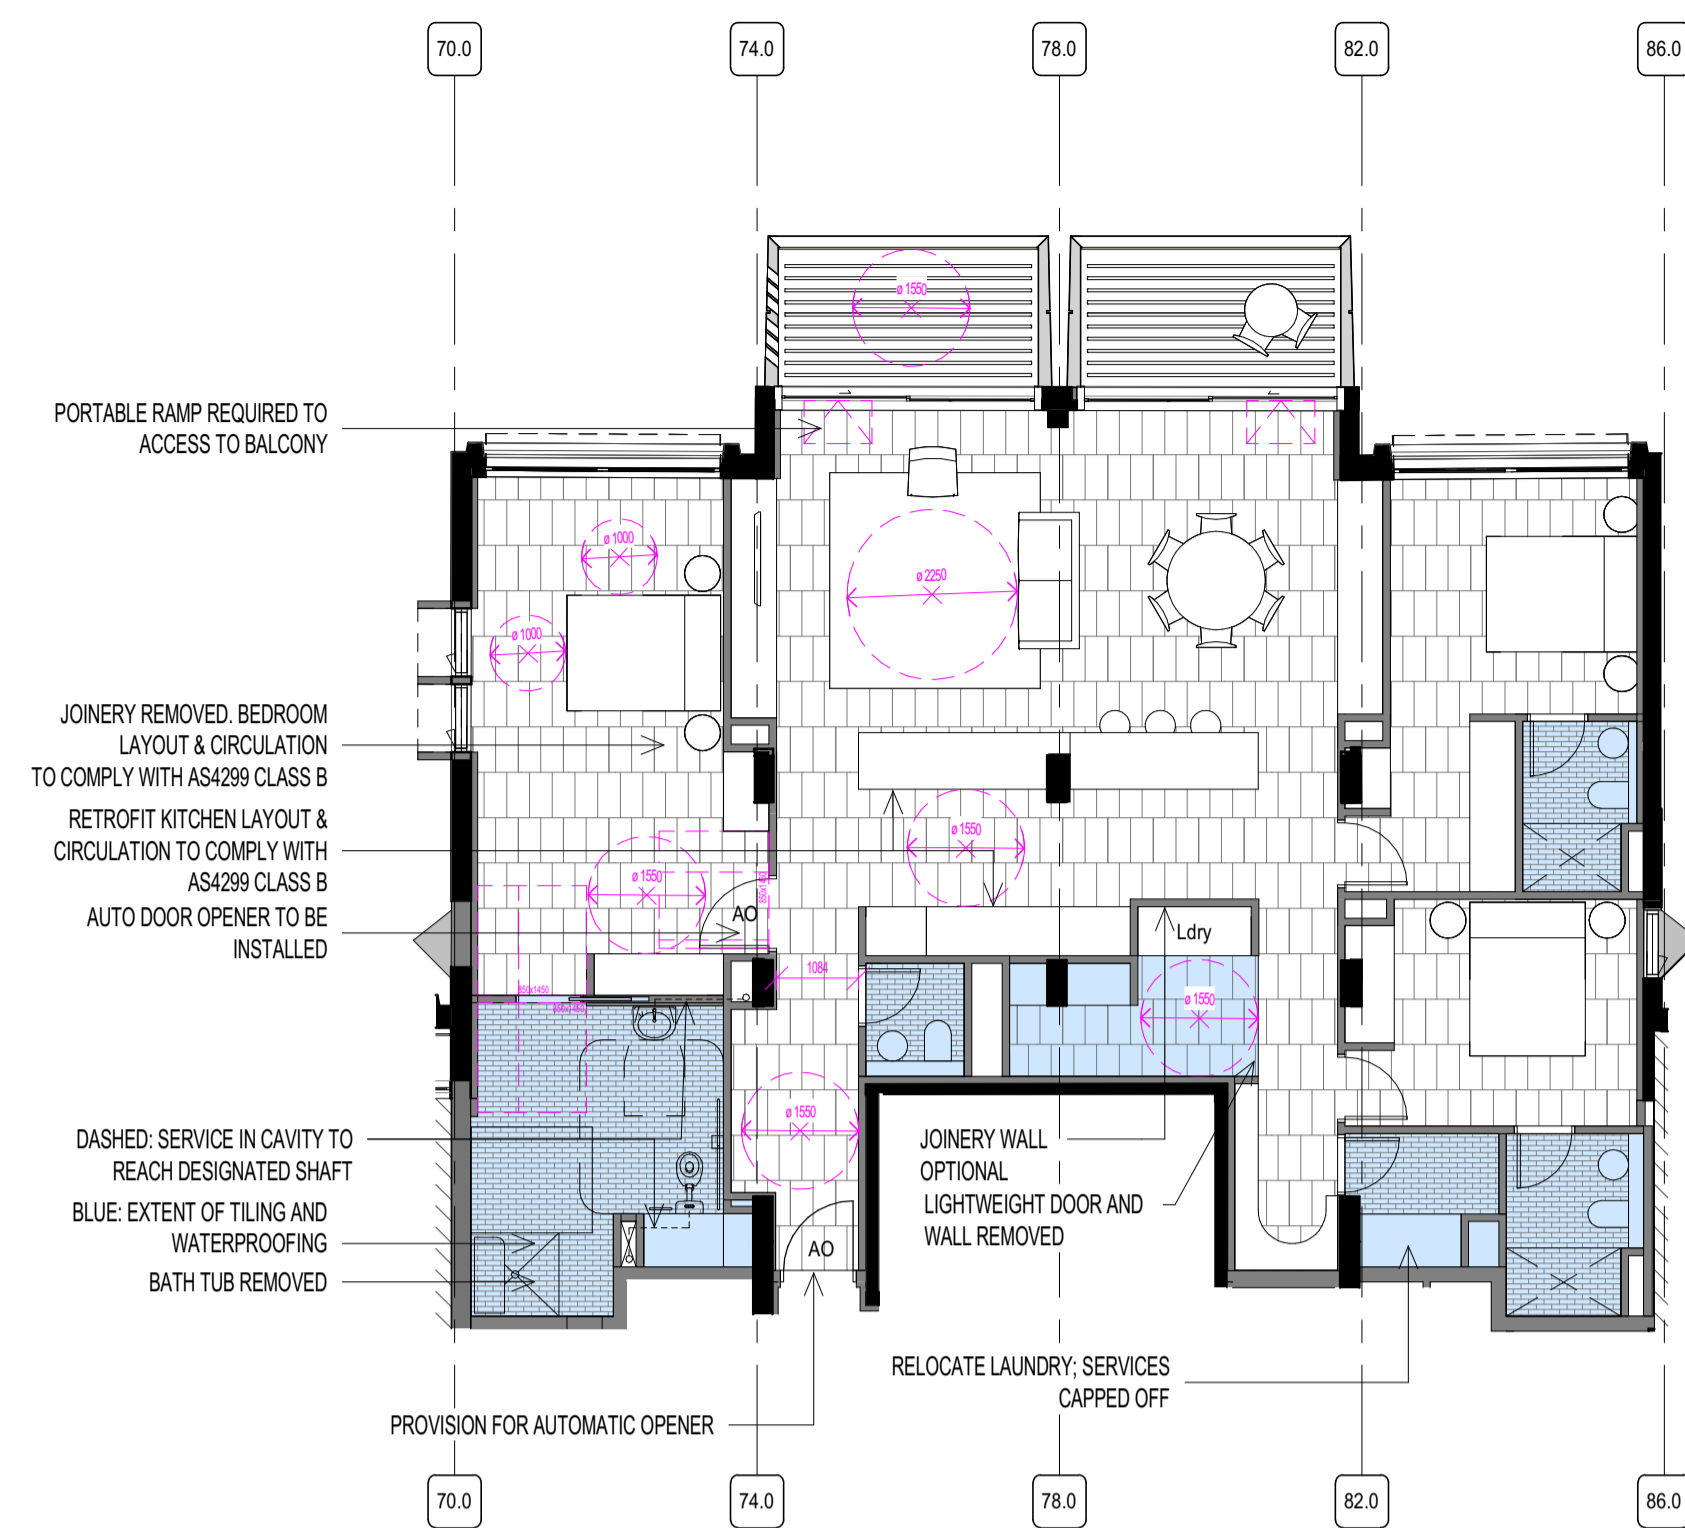 70.0
74.0
78.0
82.0
86.0
ø 1550
PORTABLE RAMP REQUIRED TO
ACCESS TO BALCONY
ø 1000
ø 2250
ø 1000
JOINERY REMOVED. BEDROOM
LAYOUT & CIRCULATION
TO COMPLY WITH AS4299 CLASS B
RETROFIT KITCHEN LAYOUT &
CIRCULATION TO COMPLY WITH
AS4299 CLASS B
ø 1550
ø 1550
850x1450
AUTO DOOR OPENER TO BE
INSTALLED
AO
Ldry
1084
850x1450
850x1450
ø 1550
ø 1550
DASHED: SERVICE IN CAVITY TO
REACH DESIGNATED SHAFT
JOINERY WALL
OPTIONAL
BLUE: EXTENT OF TILING AND
WATERPROOFING
LIGHTWEIGHT DOOR AND
WALL REMOVED
AO
BATH TUB REMOVED
RELOCATE LAUNDRY; SERVICES
CAPPED OFF
PROVISION FOR AUTOMATIC OPENER
70.0
74.0
78.0
82.0
86.0